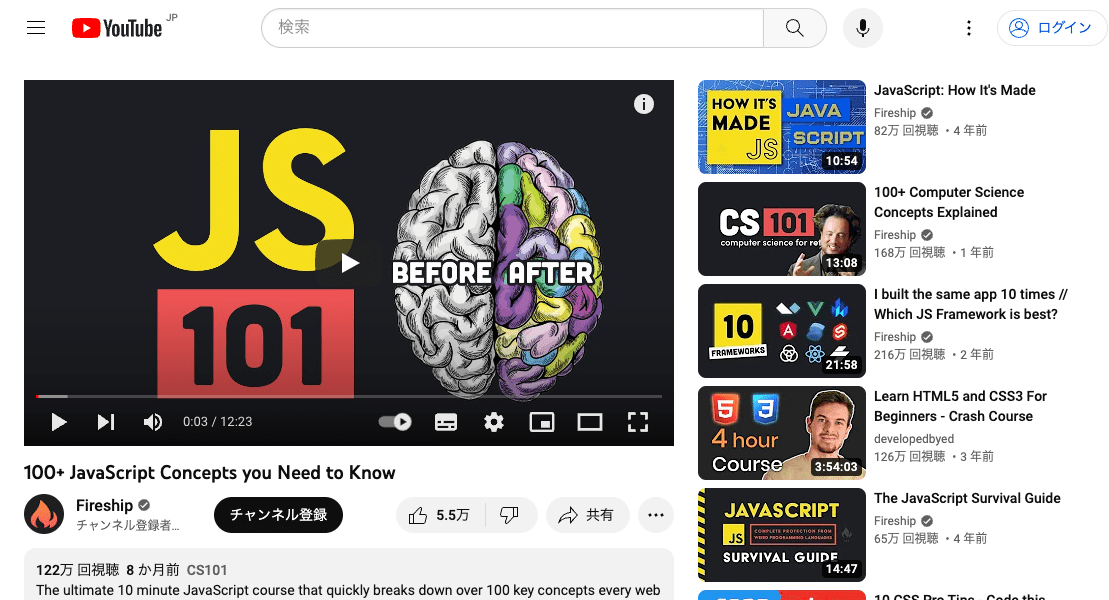 YouTube JP
検索
ログイン
JS
101
BEFORE AFTER
0:03 / 12:23
100+ JavaScript Concepts you Need to Know
Fireship
チャンネル登録者...
チャンネル登録
5.5万
共有
122万 回視聴 8 か月前 CS101
The ultimate 10 minute JavaScript course that quickly breaks down over 100 key concepts every web
HOW IT'S
MADE
JS
JAVA
SCRIPT
10:54
JavaScript: How It's Made
Fireship
82万 回視聴 ・4 年前
CS 101
computer science for ret
13:08
100+ Computer Science
Concepts Explained
Fireship
168万 回視聴 ・1 年前
10
FRAMEWORKS
21:58
I built the same app 10 times //
Which JS Framework is best?
Fireship
216万 回視聴 ・2 年前
5 3
4 hour
Course
3:54:03
Learn HTML5 and CSS3 For
Beginners - Crash Course
developedbyed
126万 回視聴 ・3 年前
JAVASCRIPT
JS
COMPLETE PROTECTION FROM
WEIRD PROGRAMMING LANGUAGES
SURVIVAL GUIDE
14:47
The JavaScript Survival Guide
Fireship
65万 回視聴 ・4 年前
10 CSS Pro Tips - Code this